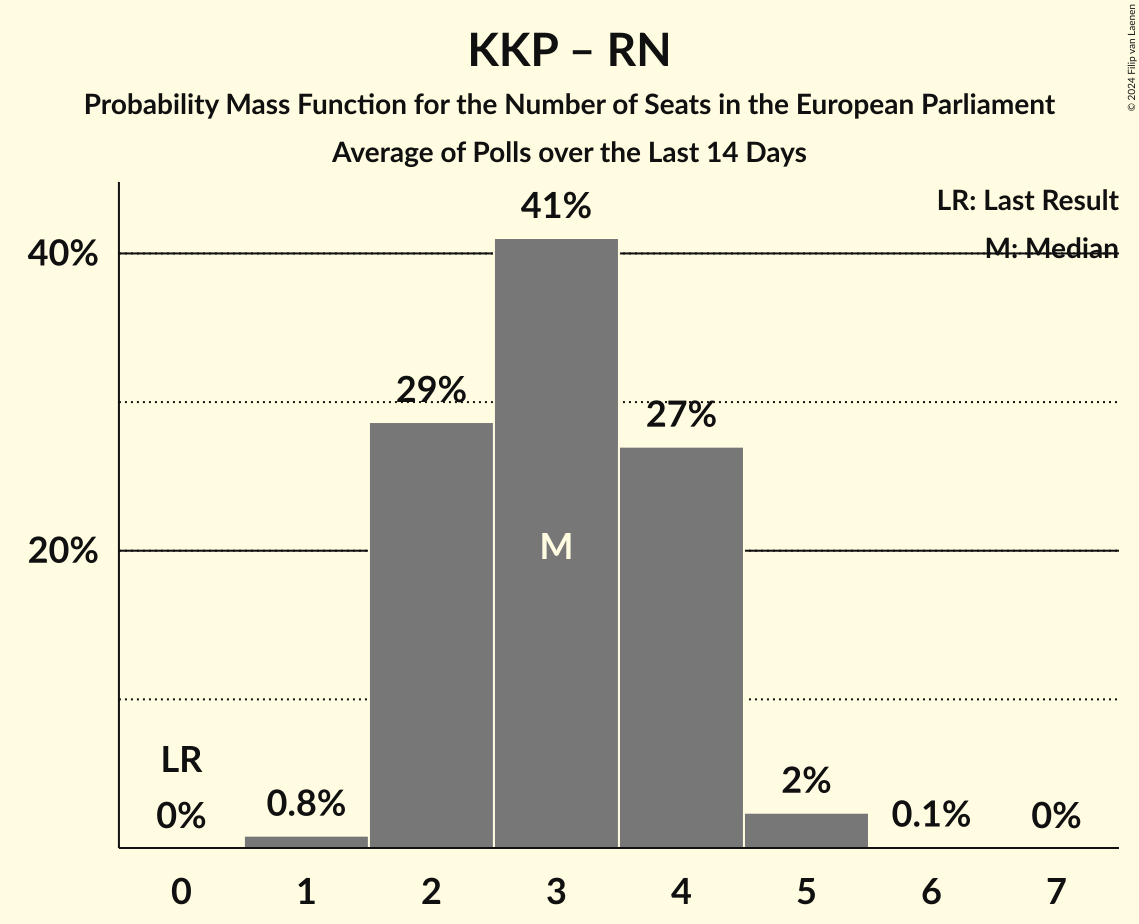 KKP – RN
Probability Mass Function for the Number of Seats in the European Parliament
Average of Polls over the Last 14 Days
© 2024 Filip van Laenen
LR: Last Result
M: Median
41%
40%
29%
27%
M
20%
LR
0%
0.8%
2%
0.1%
0%
0 1 2 3 4 5 6 7